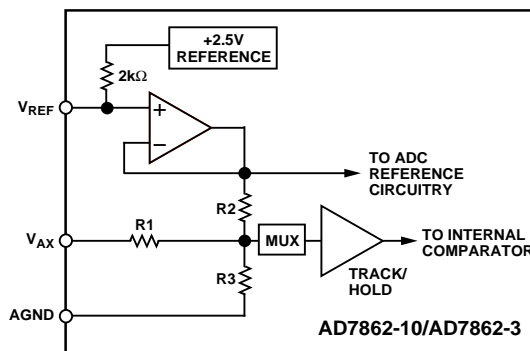 +2.5V
REFERENCE
2kΩ
VREF
+
−
TO ADC
REFERENCE
CIRCUITRY
R2
VAX
R1
MUX
TO INTERNAL
COMPARATOR
R3
TRACK/
HOLD
AGND
AD7862-10/AD7862-3